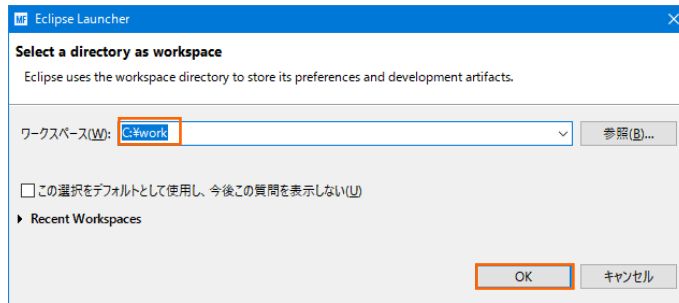 MF Eclipse Launcher
Select a directory as workspace
Eclipse uses the workspace directory to store its preferences and development artifacts.
ワークスペース(W): C:¥work 参照(B)...
この選択をデフォルトとして使用し、今後この質問を表示しない(U)
Recent Workspaces
OK キャンセル